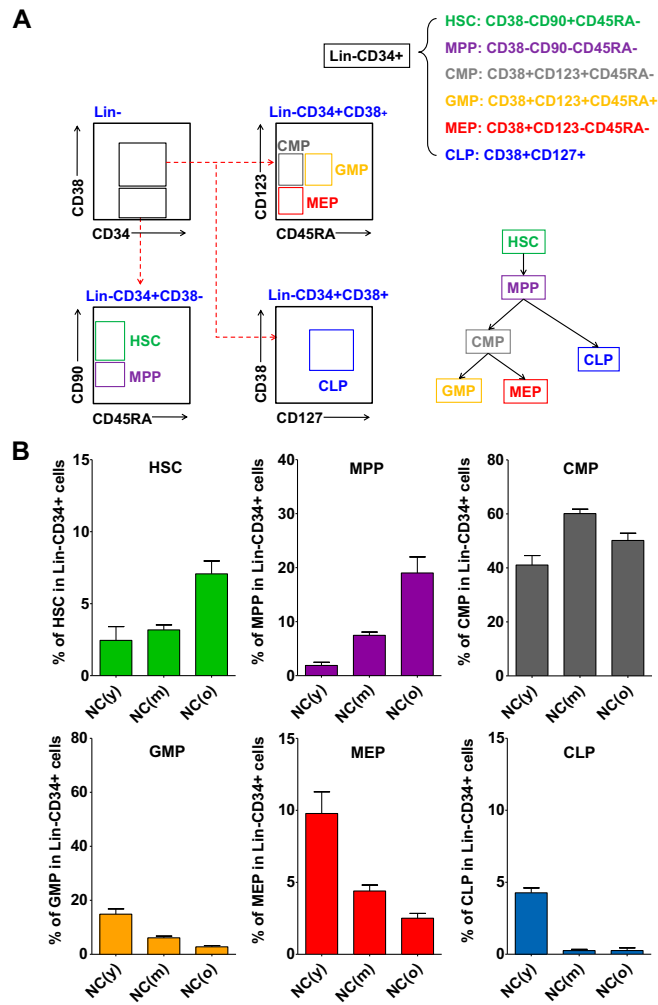 A
HSC: CD38-CD90+CD45RA-
MPP: CD38-CD90-CD45RA-
CMP: CD38+CD123+CD45RA-
GMP: CD38+CD123+CD45RA+
MEP: CD38+CD123-CD45RA-
CLP: CD38+CD127+
Lin-CD34+
Lin-
CD38
CD34
Lin-CD34+CD38+
CD123
CMP
GMP
MEP
CD45RA
Lin-CD34+CD38-
CD90
HSC
MPP
CD45RA
Lin-CD34+CD38+
CD38
CLP
CD127
HSC
MPP
CMP
CLP
GMP
MEP
B
HSC
% of HSC in Lin-CD34+ cells
15
10
5
0
NC(y)
NC(m)
NC(o)
MPP
% of MPP in Lin-CD34+ cells
40
30
20
10
0
NC(y)
NC(m)
NC(o)
CMP
% of CMP in Lin-CD34+ cells
80
60
40
20
0
NC(y)
NC(m)
NC(o)
GMP
% of GMP in Lin-CD34+ cells
80
60
40
20
0
NC(y)
NC(m)
NC(o)
MEP
% of MEP in Lin-CD34+ cells
15
10
5
0
NC(y)
NC(m)
NC(o)
CLP
% of CLP in Lin-CD34+ cells
15
10
5
0
NC(y)
NC(m)
NC(o)